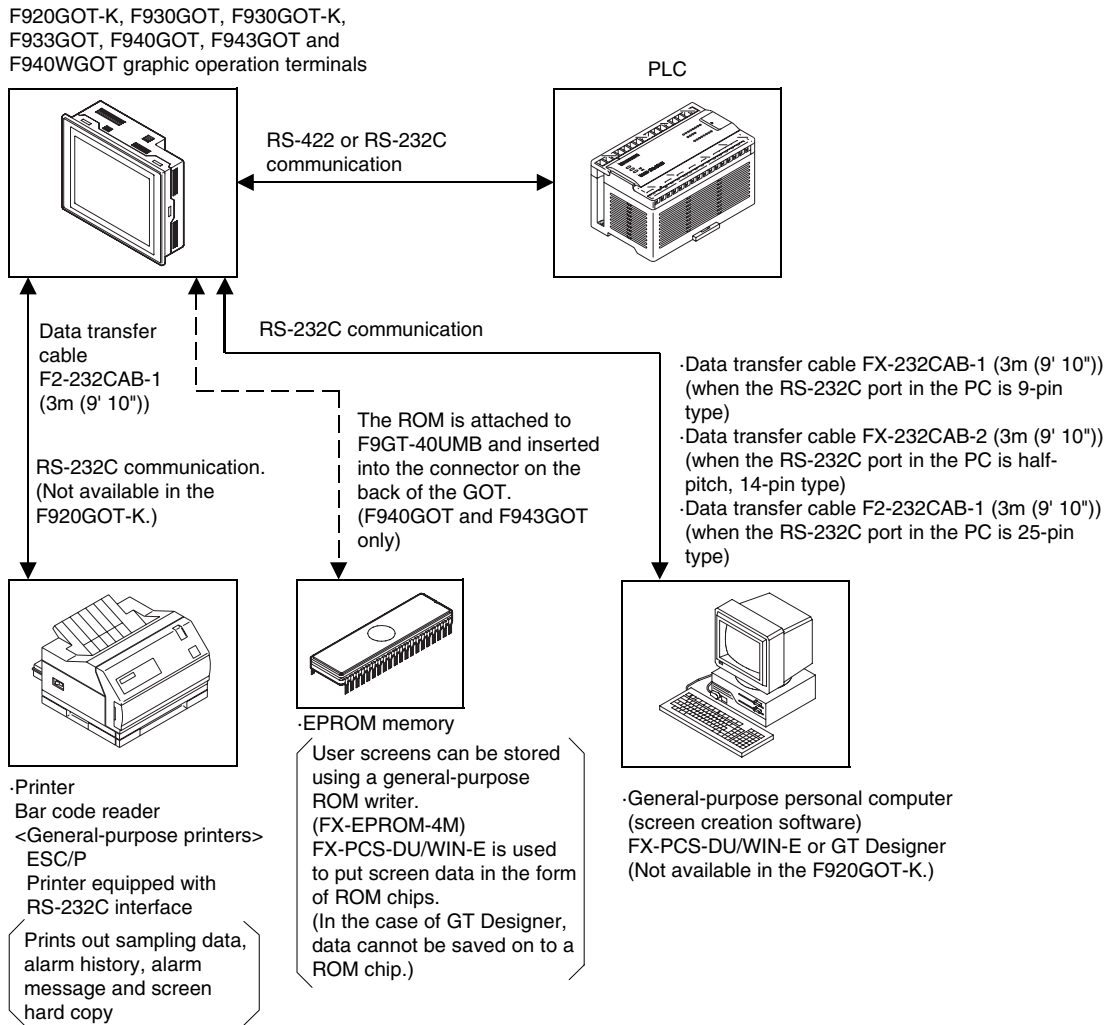 F920GOT-K, F930GOT, F930GOT-K,
F933GOT, F940GOT, F943GOT and
F940WGOT graphic operation terminals
PLC
RS-422 or RS-232C
communication
Data transfer
cable
F2-232CAB-1
(3m (9' 10"))
RS-232C communication.
(Not available in the
F920GOT-K.)
RS-232C communication
The ROM is attached to
F9GT-40UMB and inserted
into the connector on the
back of the GOT.
(F940GOT and F943GOT
only)
·Data transfer cable FX-232CAB-1 (3m (9' 10"))
(when the RS-232C port in the PC is 9-pin
type)
·Data transfer cable FX-232CAB-2 (3m (9' 10"))
(when the RS-232C port in the PC is half-
pitch, 14-pin type)
·Data transfer cable F2-232CAB-1 (3m (9' 10"))
(when the RS-232C port in the PC is 25-pin
type)
·Printer
Bar code reader
<General-purpose printers>
ESC/P
Printer equipped with
RS-232C interface
Prints out sampling data,
alarm history, alarm
message and screen
hard copy
·EPROM memory
User screens can be stored
using a general-purpose
ROM writer.
(FX-EPROM-4M)
FX-PCS-DU/WIN-E is used
to put screen data in the form
of ROM chips.
(In the case of GT Designer,
data cannot be saved on to a
ROM chip.)
·General-purpose personal computer
(screen creation software)
FX-PCS-DU/WIN-E or GT Designer
(Not available in the F920GOT-K.)